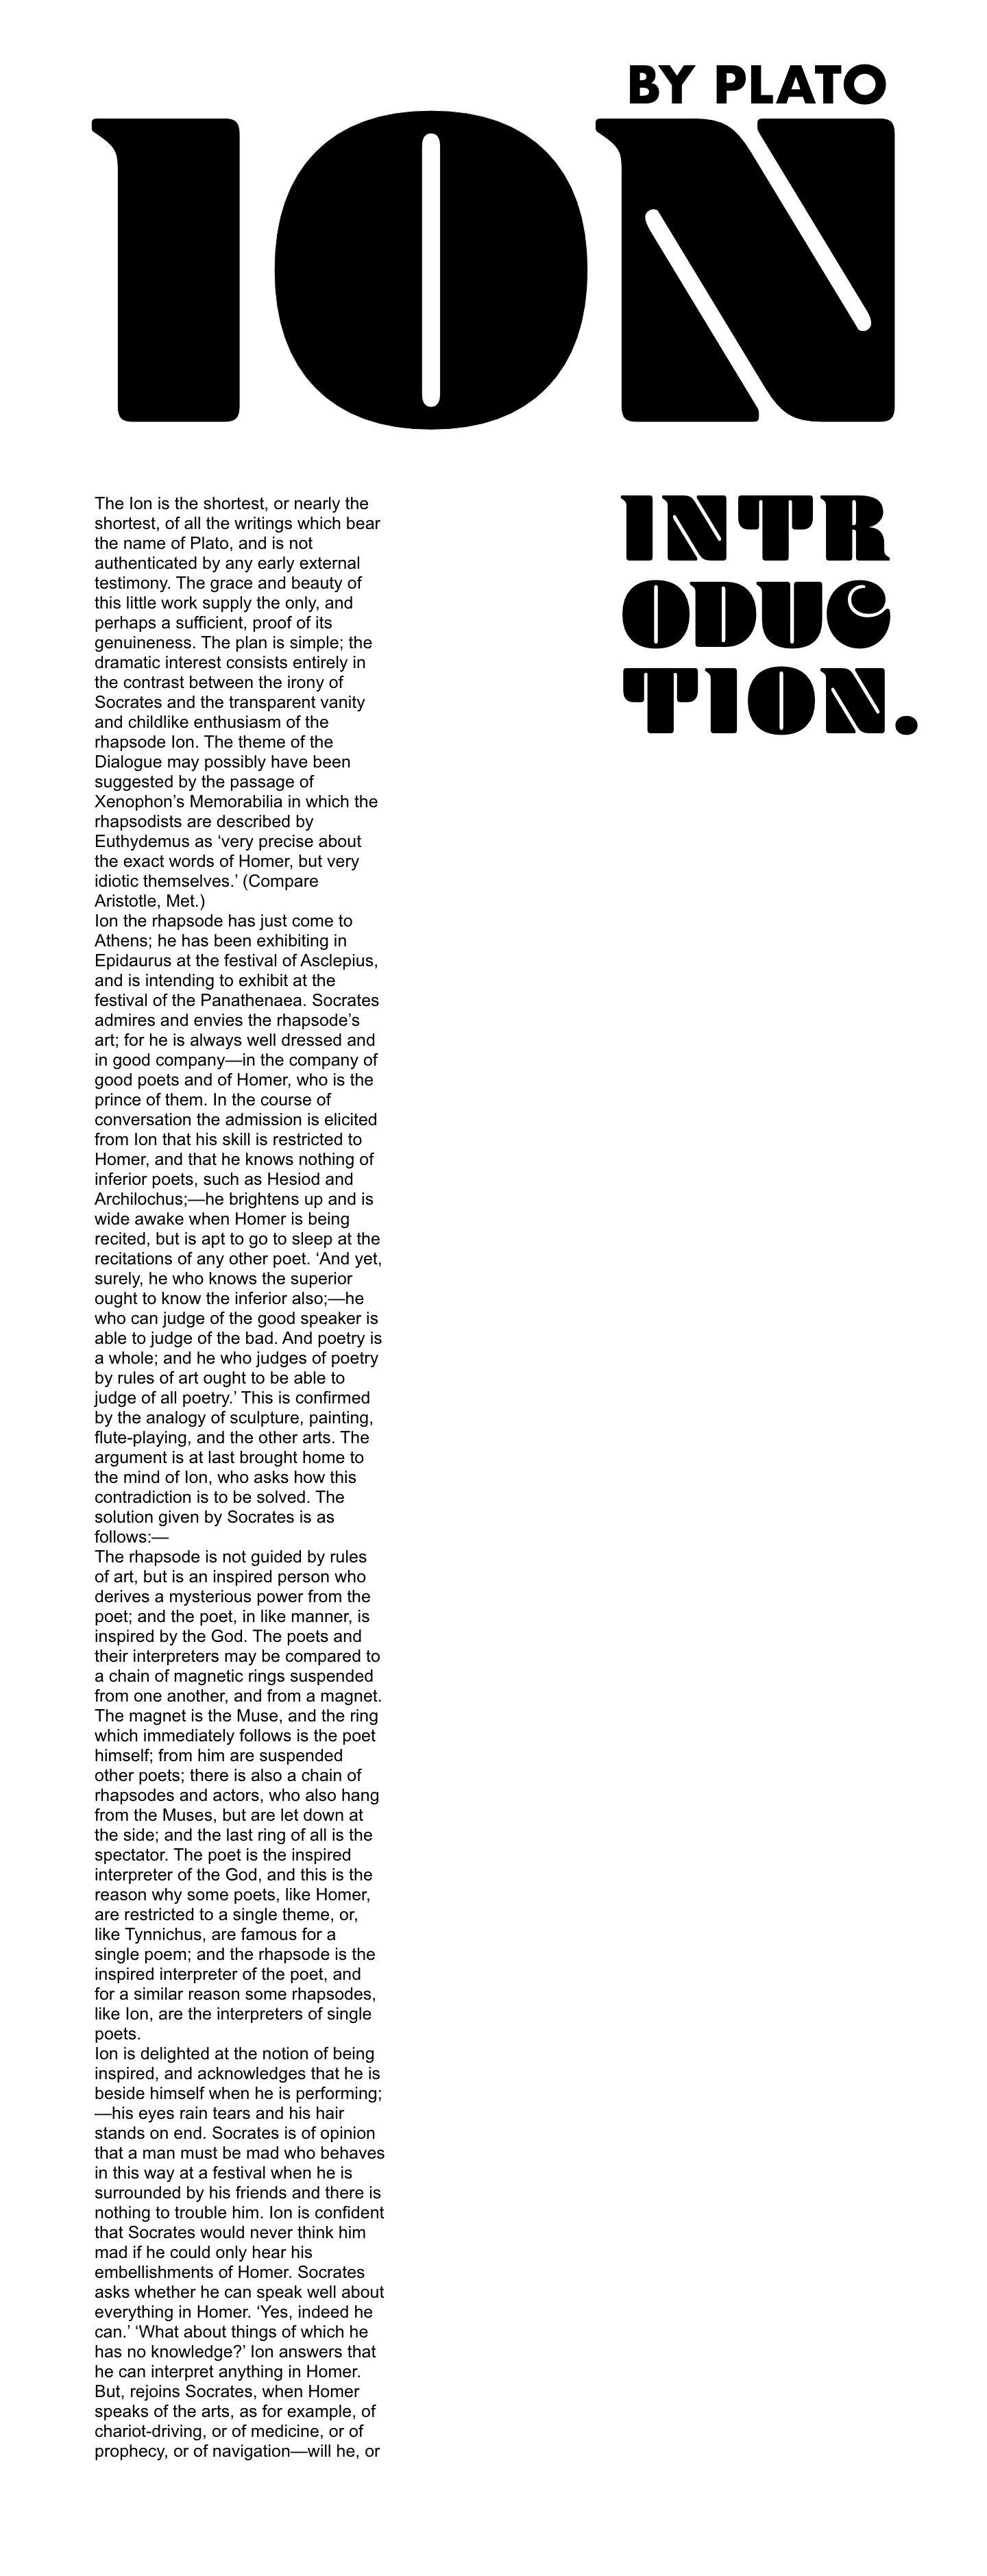 BY PLATO
ION
INTR
ODUC
TION.
The Ion is the shortest, or nearly the
shortest, of all the writings which bear
the name of Plato, and is not
authenticated by any early external
testimony. The grace and beauty of
this little work supply the only, and
perhaps a sufficient, proof of its
genuineness. The plan is simple; the
dramatic interest consists entirely in
the contrast between the irony of
Socrates and the transparent vanity
and childlike enthusiasm of the
rhapsode Ion. The theme of the
Dialogue may possibly have been
suggested by the passage of
Xenophon’s Memorabilia in which the
rhapsodists are described by
Euthydemus as ‘very precise about
the exact words of Homer, but very
idiotic themselves.’ (Compare
Aristotle, Met.)
Ion the rhapsode has just come to
Athens; he has been exhibiting in
Epidaurus at the festival of Asclepius,
and is intending to exhibit at the
festival of the Panathenaea. Socrates
admires and envies the rhapsode’s
art; for he is always well dressed and
in good company—in the company of
good poets and of Homer, who is the
prince of them. In the course of
conversation the admission is elicited
from Ion that his skill is restricted to
Homer, and that he knows nothing of
inferior poets, such as Hesiod and
Archilochus;—he brightens up and is
wide awake when Homer is being
recited, but is apt to go to sleep at the
recitations of any other poet. ‘And yet,
surely, he who knows the superior
ought to know the inferior also;—he
who can judge of the good speaker is
able to judge of the bad. And poetry is
a whole; and he who judges of poetry
by rules of art ought to be able to
judge of all poetry.’ This is confirmed
by the analogy of sculpture, painting,
flute-playing, and the other arts. The
argument is at last brought home to
the mind of Ion, who asks how this
contradiction is to be solved. The
solution given by Socrates is as
follows:—
The rhapsode is not guided by rules
of art, but is an inspired person who
derives a mysterious power from the
poet; and the poet, in like manner, is
inspired by the God. The poets and
their interpreters may be compared to
a chain of magnetic rings suspended
from one another, and from a magnet.
The magnet is the Muse, and the ring
which immediately follows is the poet
himself; from him are suspended
other poets; there is also a chain of
rhapsodes and actors, who also hang
from the Muses, but are let down at
the side; and the last ring of all is the
spectator. The poet is the inspired
interpreter of the God, and this is the
reason why some poets, like Homer,
are restricted to a single theme, or,
like Tynnichus, are famous for a
single poem; and the rhapsode is the
inspired interpreter of the poet, and
for a similar reason some rhapsodes,
like Ion, are the interpreters of single
poets.
Ion is delighted at the notion of being
inspired, and acknowledges that he is
beside himself when he is performing;
—his eyes rain tears and his hair
stands on end. Socrates is of opinion
that a man must be mad who behaves
in this way at a festival when he is
surrounded by his friends and there is
nothing to trouble him. Ion is confident
that Socrates would never think him
mad if he could only hear his
embellishments of Homer. Socrates
asks whether he can speak well about
everything in Homer. ‘Yes, indeed he
can.’ ‘What about things of which he
has no knowledge?’ Ion answers that
he can interpret anything in Homer.
But, rejoins Socrates, when Homer
speaks of the arts, as for example, of
chariot-driving, or of medicine, or of
prophecy, or of navigation—will he, or